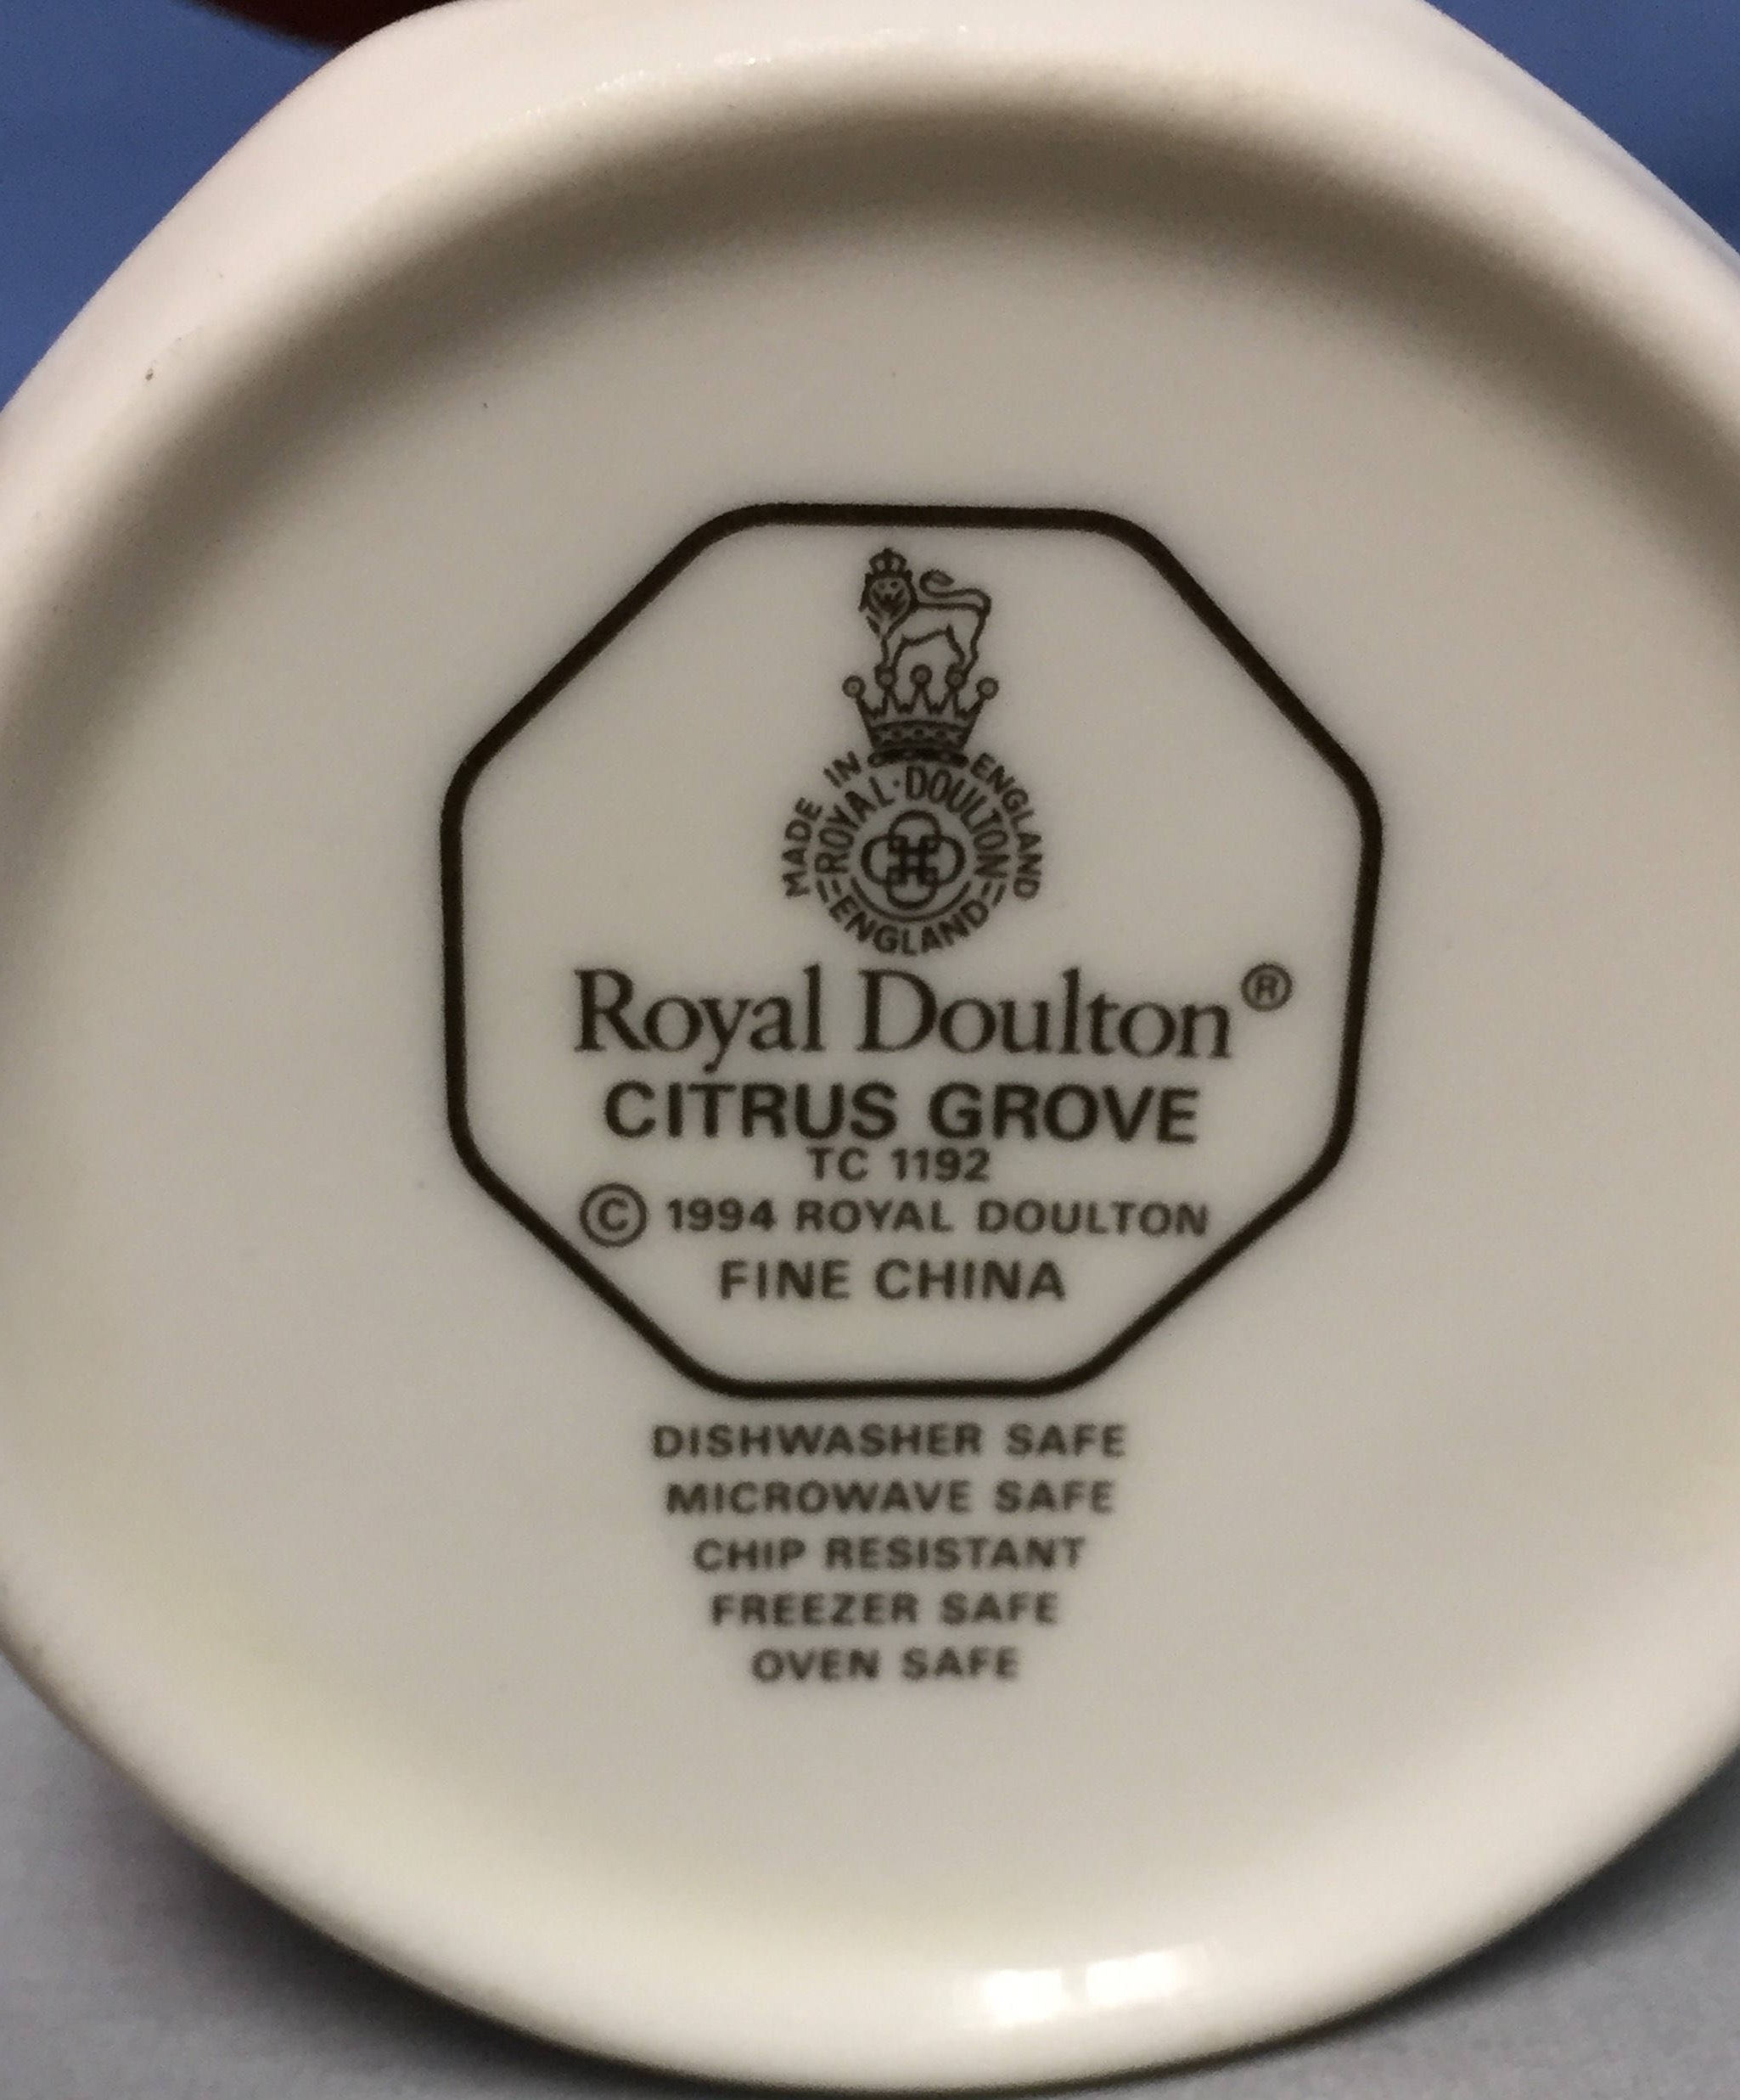 MADE IN ENGLAND
ROYAL·DOULTON
ENGLAND
Royal Doulton®
CITRUS GROVE
TC 1192
© 1994 ROYAL DOULTON
FINE CHINA
DISHWASHER SAFE
MICROWAVE SAFE
CHIP RESISTANT
FREEZER SAFE
OVEN SAFE